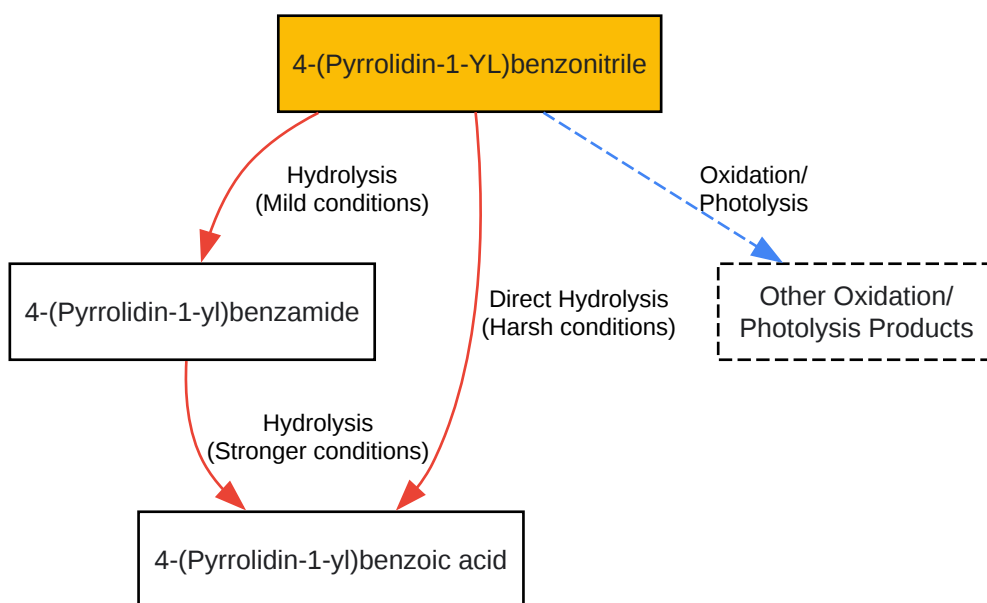 4-(Pyrrolidin-1-YL)benzonitrile
Hydrolysis
(Mild conditions)
Oxidation/
Photolysis
4-(Pyrrolidin-1-yl)benzamide
Direct Hydrolysis
(Harsh conditions)
Other Oxidation/
Photolysis Products
Hydrolysis
(Stronger conditions)
4-(Pyrrolidin-1-yl)benzoic acid